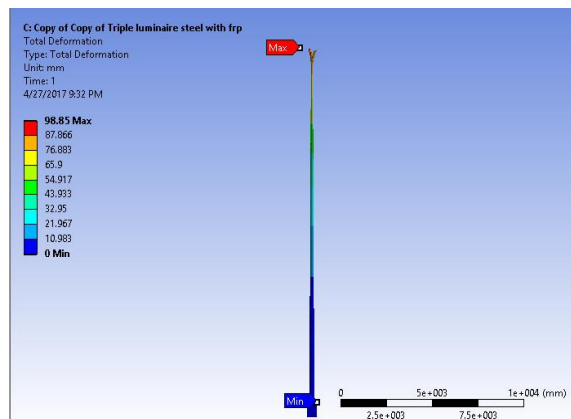 C: Copy of Copy of Triple luminaire steel with frp
Total Deformation
Type: Total Deformation
Unit: mm
Time: 1
4/27/2017 9:32 PM
Max
98.85 Max
87.866
76.883
65.9
54.917
43.933
32.95
21.967
10.983
0 Min
Min
0 5e+003 1e+004 (mm)
2.5e+003 7.5e+003